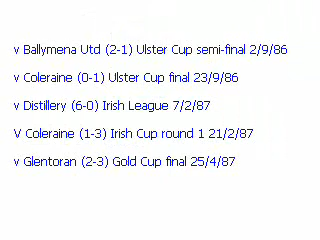 v Ballymena Utd (2-1) Ulster Cup semi-final 2/9/86
v Coleraine (0-1) Ulster Cup final 23/9/86
v Distillery (6-0) Irish League 7/2/87
V Coleraine (1-3) Irish Cup round 1 21/2/87
v Glentoran (2-3) Gold Cup final 25/4/87